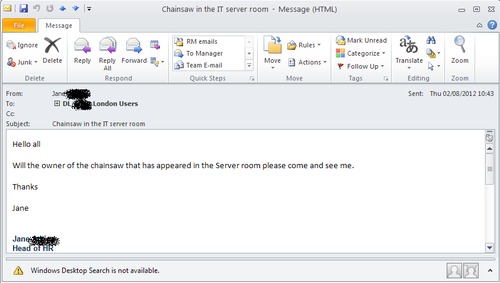 Chainsaw in the IT server room - Message (HTML)
File Message
Ignore
Junk
Delete
Delete
Reply
Reply All
Forward
Respond
RM emails
To Manager
Team E-mail
Quick Steps
Move
Rules
Actions
Move
Mark Unread
Categorize
Follow Up
Tags
Translate
Editing
Zoom
Zoom
From: Jane
Sent: Thu 02/08/2012 10:43
To: DL London Users
Cc:
Subject: Chainsaw in the IT server room
Hello all
Will the owner of the chainsaw that has appeared in the Server room please come and see me.
Thanks
Jane
Jane
Head of HR
Windows Desktop Search is not available.